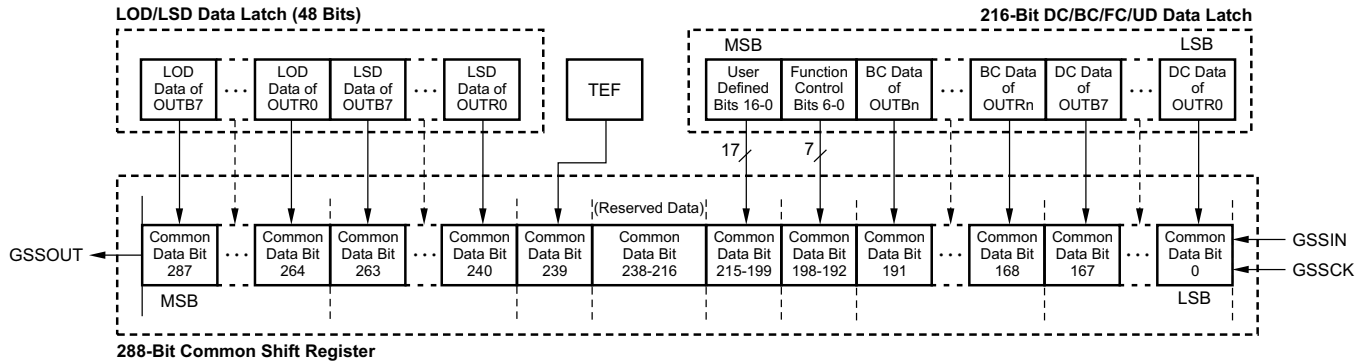 LOD/LSD Data Latch (48 Bits)
216-Bit DC/BC/FC/UD Data Latch
MSB
LSB
LOD
Data of
OUTB7
...
LOD
Data of
OUTR0
LSD
Data of
OUTB7
...
LSD
Data of
OUTR0
TEF
User
Defined
Bits 16-0
Function
Control
Bits 6-0
BC Data
of
OUTBn
...
BC Data
of
OUTRn
DC Data
of
OUTB7
...
DC Data
of
OUTR0
17
7
(Reserved Data)
GSSOUT
Common
Data Bit
287
...
Common
Data Bit
264
Common
Data Bit
263
...
Common
Data Bit
240
Common
Data Bit
239
Common
Data Bit
238-216
Common
Data Bit
215-199
Common
Data Bit
198-192
Common
Data Bit
191
...
Common
Data Bit
168
Common
Data Bit
167
...
Common
Data Bit
0
GSSIN
GSSCK
MSB
LSB
288-Bit Common Shift Register